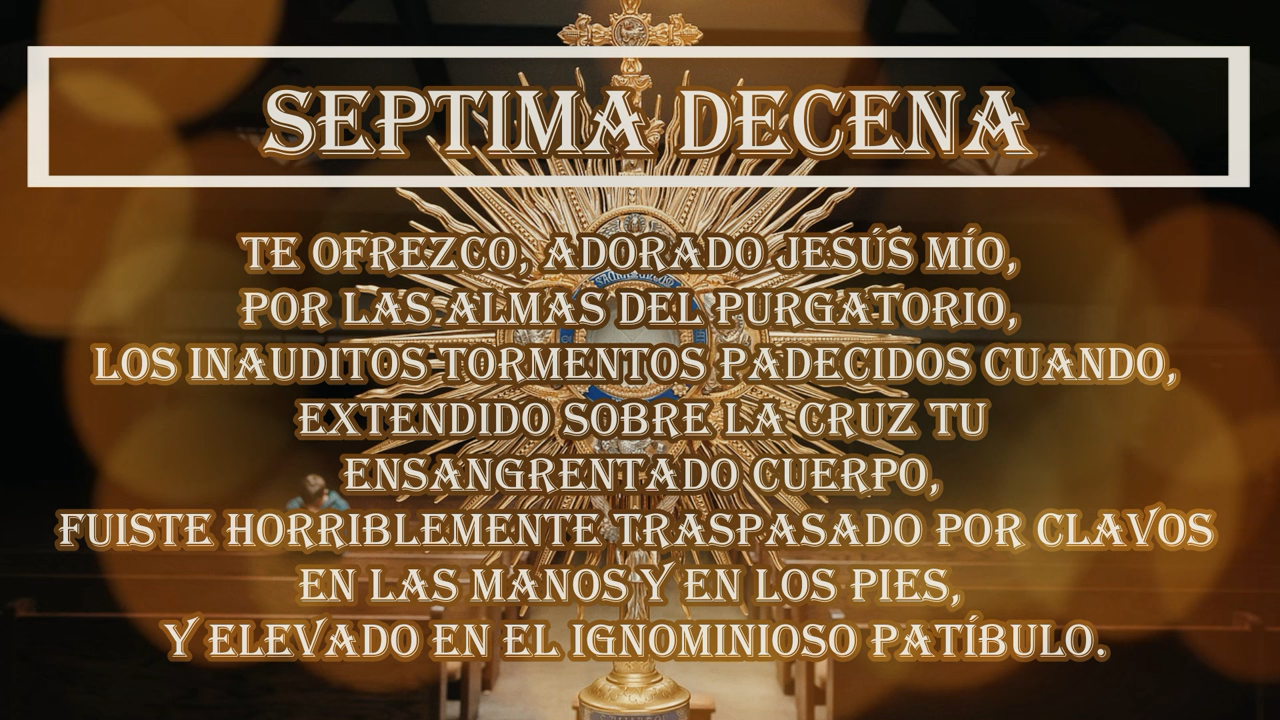 SEPTIMA DECENA
TE OFREZCO, ADORADO JESÚS MÍO,
POR LAS ALMAS DEL PURGATORIO,
LOS INAUDITOS TORMENTOS PADECIDOS CUANDO,
EXTENDIDO SOBRE LA CRUZ TU
ENSANGRENTADO CUERPO,
FUISTE HORRIBLEMENTE TRASPASADO POR CLAVOS
EN LAS MANOS Y EN LOS PIES,
Y ELEVADO EN EL IGNOMINIOSO PATÍBULO.